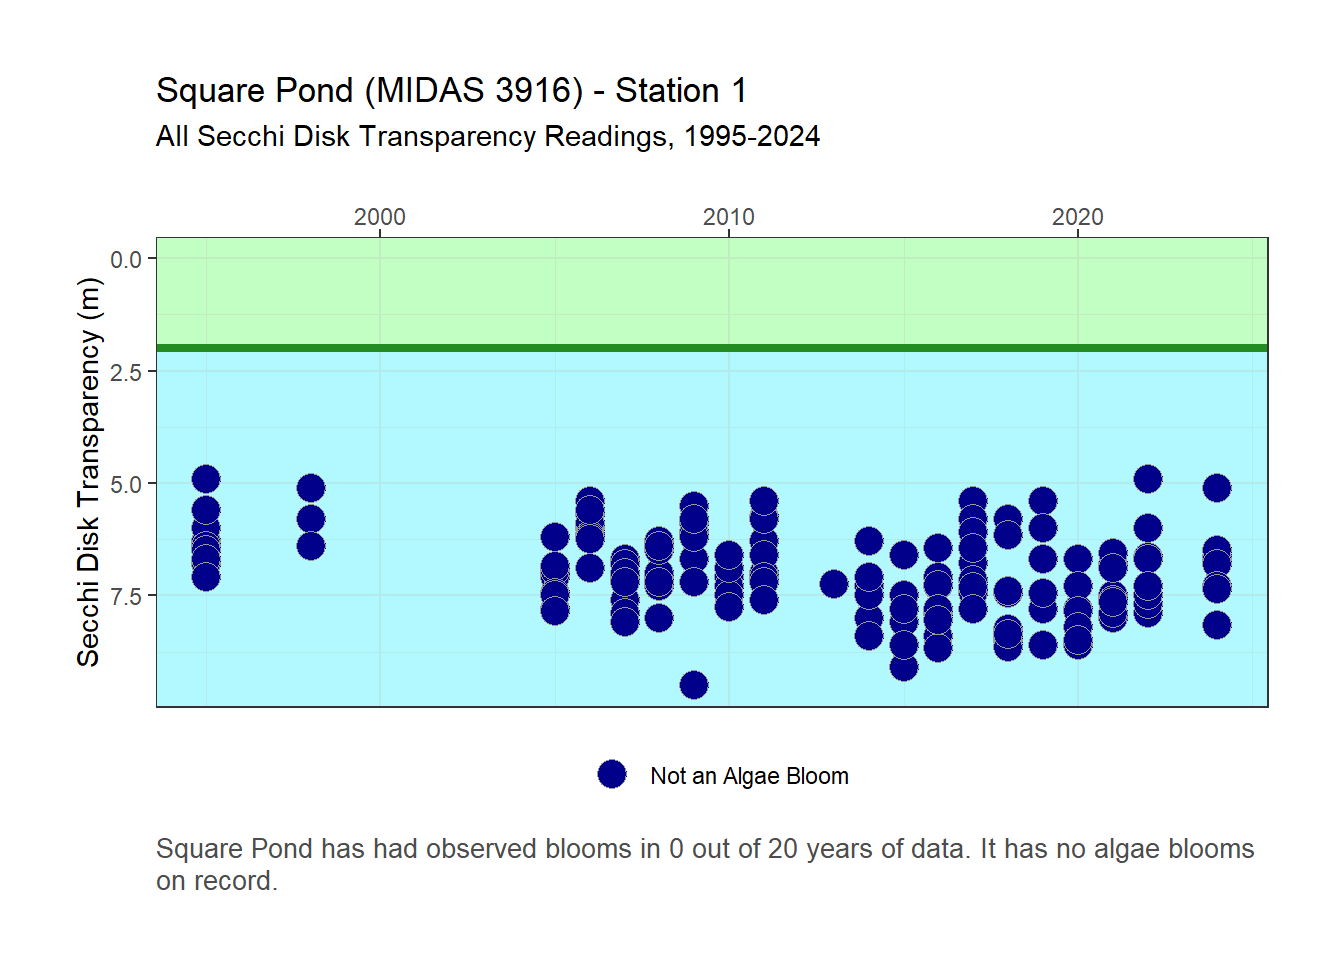 Square Pond (MIDAS 3916) - Station 1
All Secchi Disk Transparency Readings, 1995-2024
2000 2010 2020
Secchi Disk Transparency (m)
0.0
2.5
5.0
7.5
Not an Algae Bloom
Square Pond has had observed blooms in 0 out of 20 years of data. It has no algae blooms
on record.